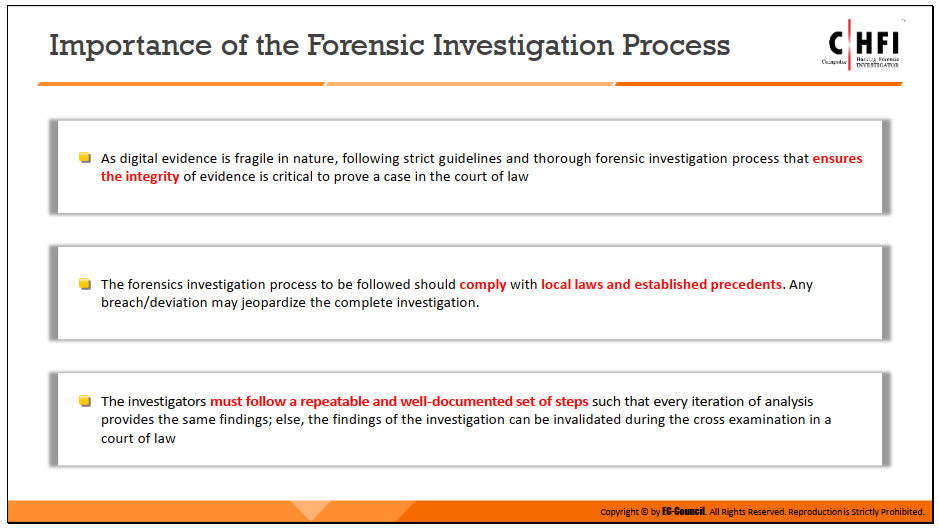 Importance of the Forensic Investigation Process
C HFI
Computer Hacking Forensic
INVESTIGATOR
As digital evidence is fragile in nature, following strict guidelines and thorough forensic investigation process that ensures
the integrity of evidence is critical to prove a case in the court of law
The forensics investigation process to be followed should comply with local laws and established precedents. Any
breach/deviation may jeopardize the complete investigation.
The investigators must follow a repeatable and well-documented set of steps such that every iteration of analysis
provides the same findings; else, the findings of the investigation can be invalidated during the cross examination in a
court of law
Copyright © by EC-Council. All Rights Reserved. Reproduction is Strictly Prohibited.